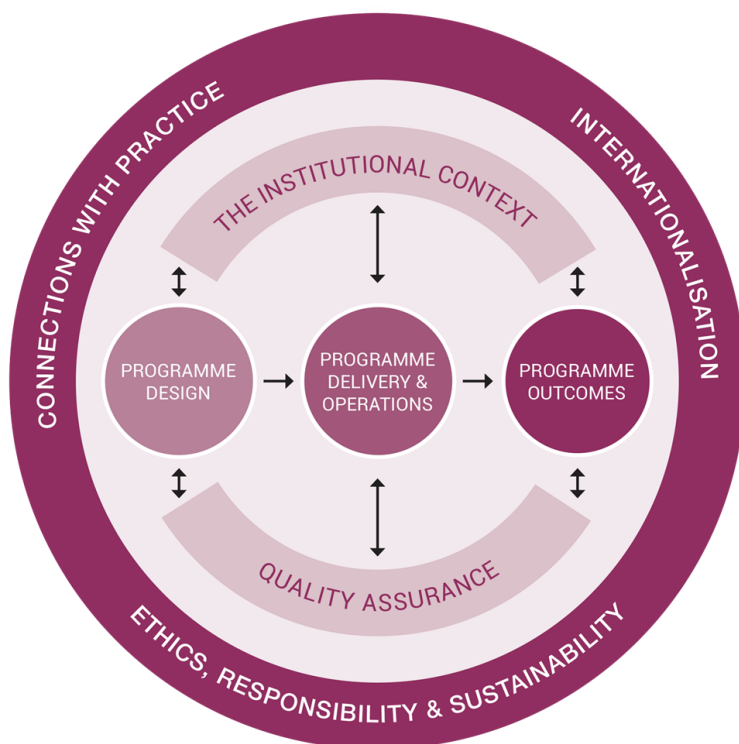 CONNECTIONS WITH PRACTICE
INTERNATIONALISATION
THE INSTITUTIONAL CONTEXT
PROGRAMME
DESIGN
PROGRAMME
DELIVERY &
OPERATIONS
PROGRAMME
OUTCOMES
QUALITY ASSURANCE
ETHICS, RESPONSIBILITY & SUSTAINABILITY